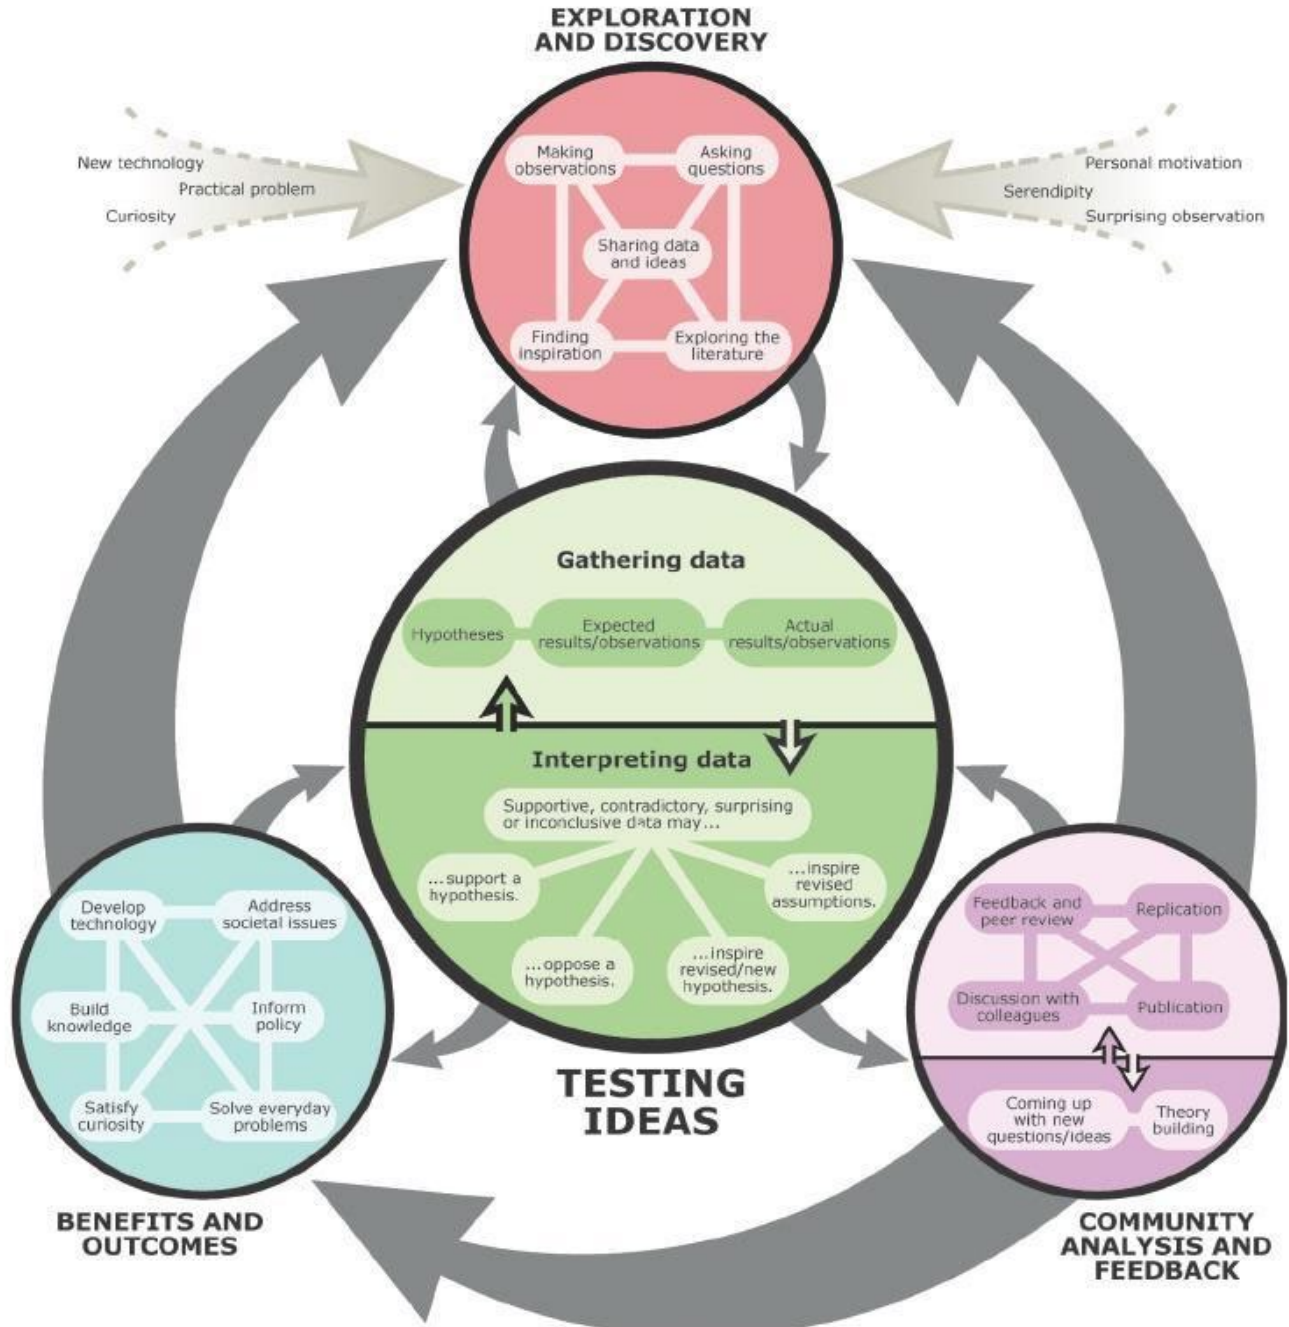 EXPLORATION
AND DISCOVERY
New technology
Practical problem
Curiosity
Personal motivation
Serendipity
Surprising observation
Making
observations
Asking
questions
Sharing data
and ideas
Finding
inspiration
Exploring the
literature
Gathering data
Hypotheses
Expected
results/observations
Actual
results/observations
Interpreting data
Supportive, contradictory, surprising
or inconclusive data may...
...support a
hypothesis.
...inspire
revised
assumptions.
...oppose a
hypothesis.
...inspire
revised/new
hypothesis.
TESTING
IDEAS
Develop
technology
Address
societal issues
Build
knowledge
Inform
policy
Satisfy
curiosity
Solve everyday
problems
BENEFITS AND
OUTCOMES
Feedback and
peer review
Replication
Discussion with
colleagues
Publication
Coming up
with new
questions/ideas
Theory
building
COMMUNITY
ANALYSIS AND
FEEDBACK